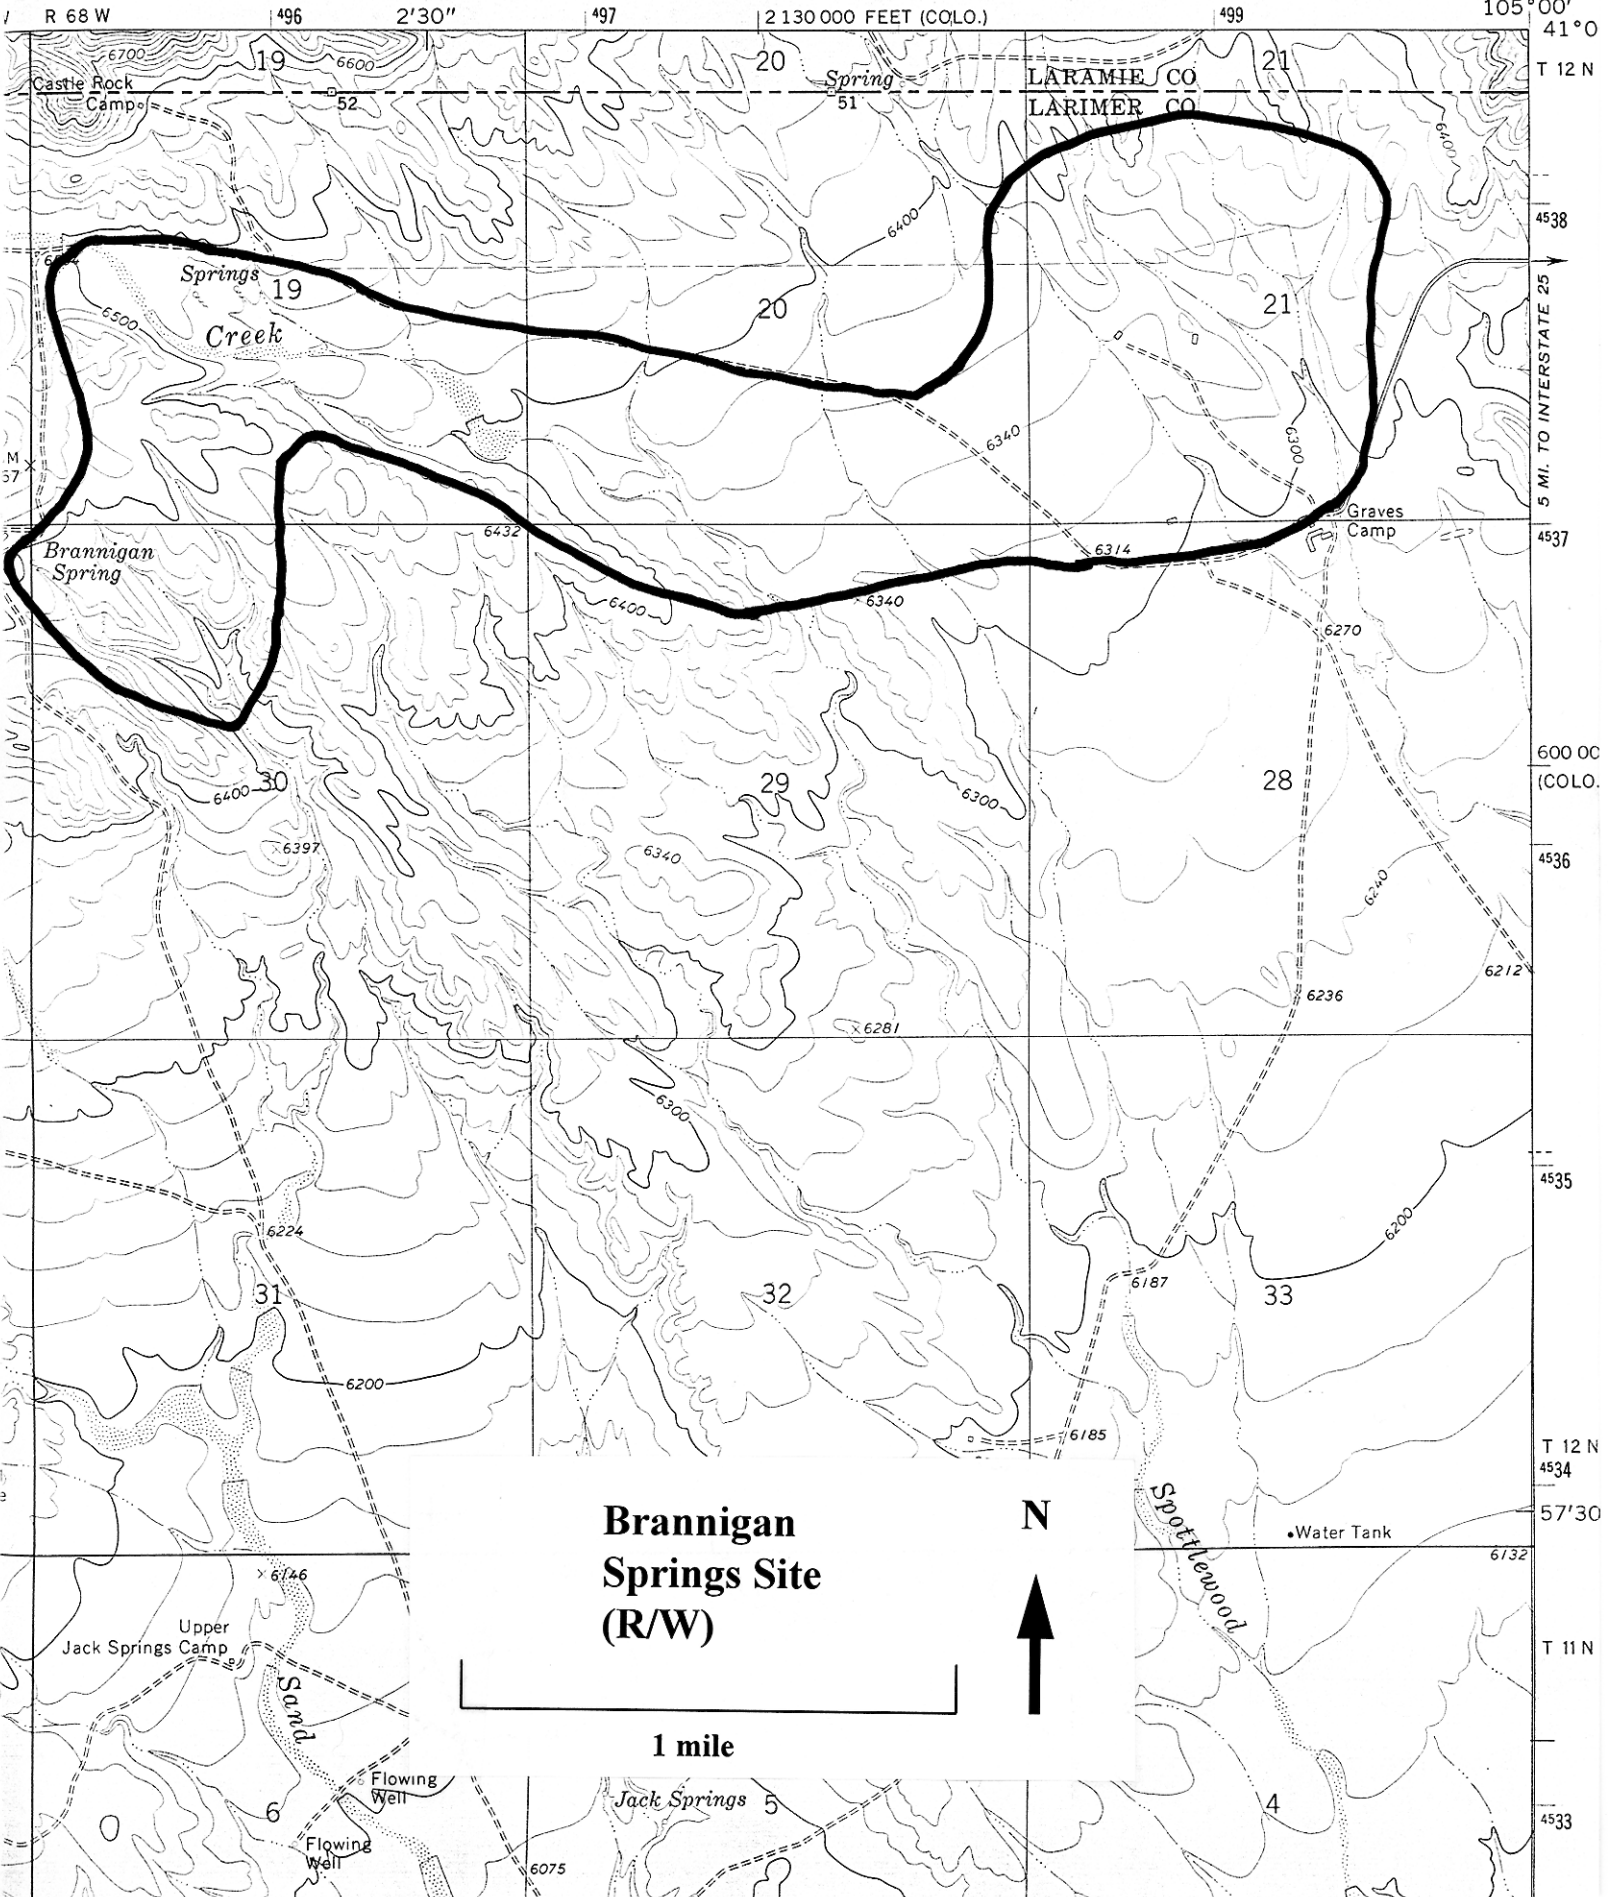 R 68 W
496
2'30"
497
2 130 000 FEET (COLO.)
499
105°00'
41°0
6700
19
6600
20
Spring
21
T 12 N
LARAMIE CO
Castle Rock
Camp
52
51
LARIMER CO
6400
6400
4538
Springs
19
20
21
6500
Creek
5 MI. TO INTERSTATE 25
6340
6300
M
57
Graves
Camp
6432
4537
Brannigan
Spring
6314
6400
6340
6270
600 00
(COLO.
30
29
28
6400
6300
6397
6340
4536
6240
6212
6236
6281
6300
4535
6224
6200
6187
31
32
33
6200
6185
T 12 N
4534
Brannigan
Springs Site
(R/W)
N
1 mile
57'30
Spottlewood
Water Tank
6132
6146
Upper
Jack Springs Camp
T 11 N
Sand
Flowing
Well
Jack Springs
6
5
4
4533
Flowing
Well
6075